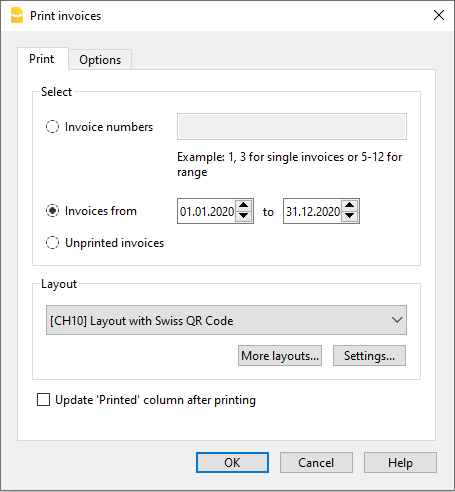 Print invoices
Print Options
Select
Invoice numbers
Example: 1, 3 for single invoices or 5-12 for
range
Invoices from 01.01.2020 to 31.12.2020
Unprinted invoices
Layout
[CH10] Layout with Swiss QR Code
More layouts... Settings...
Update 'Printed' column after printing
OK Cancel Help